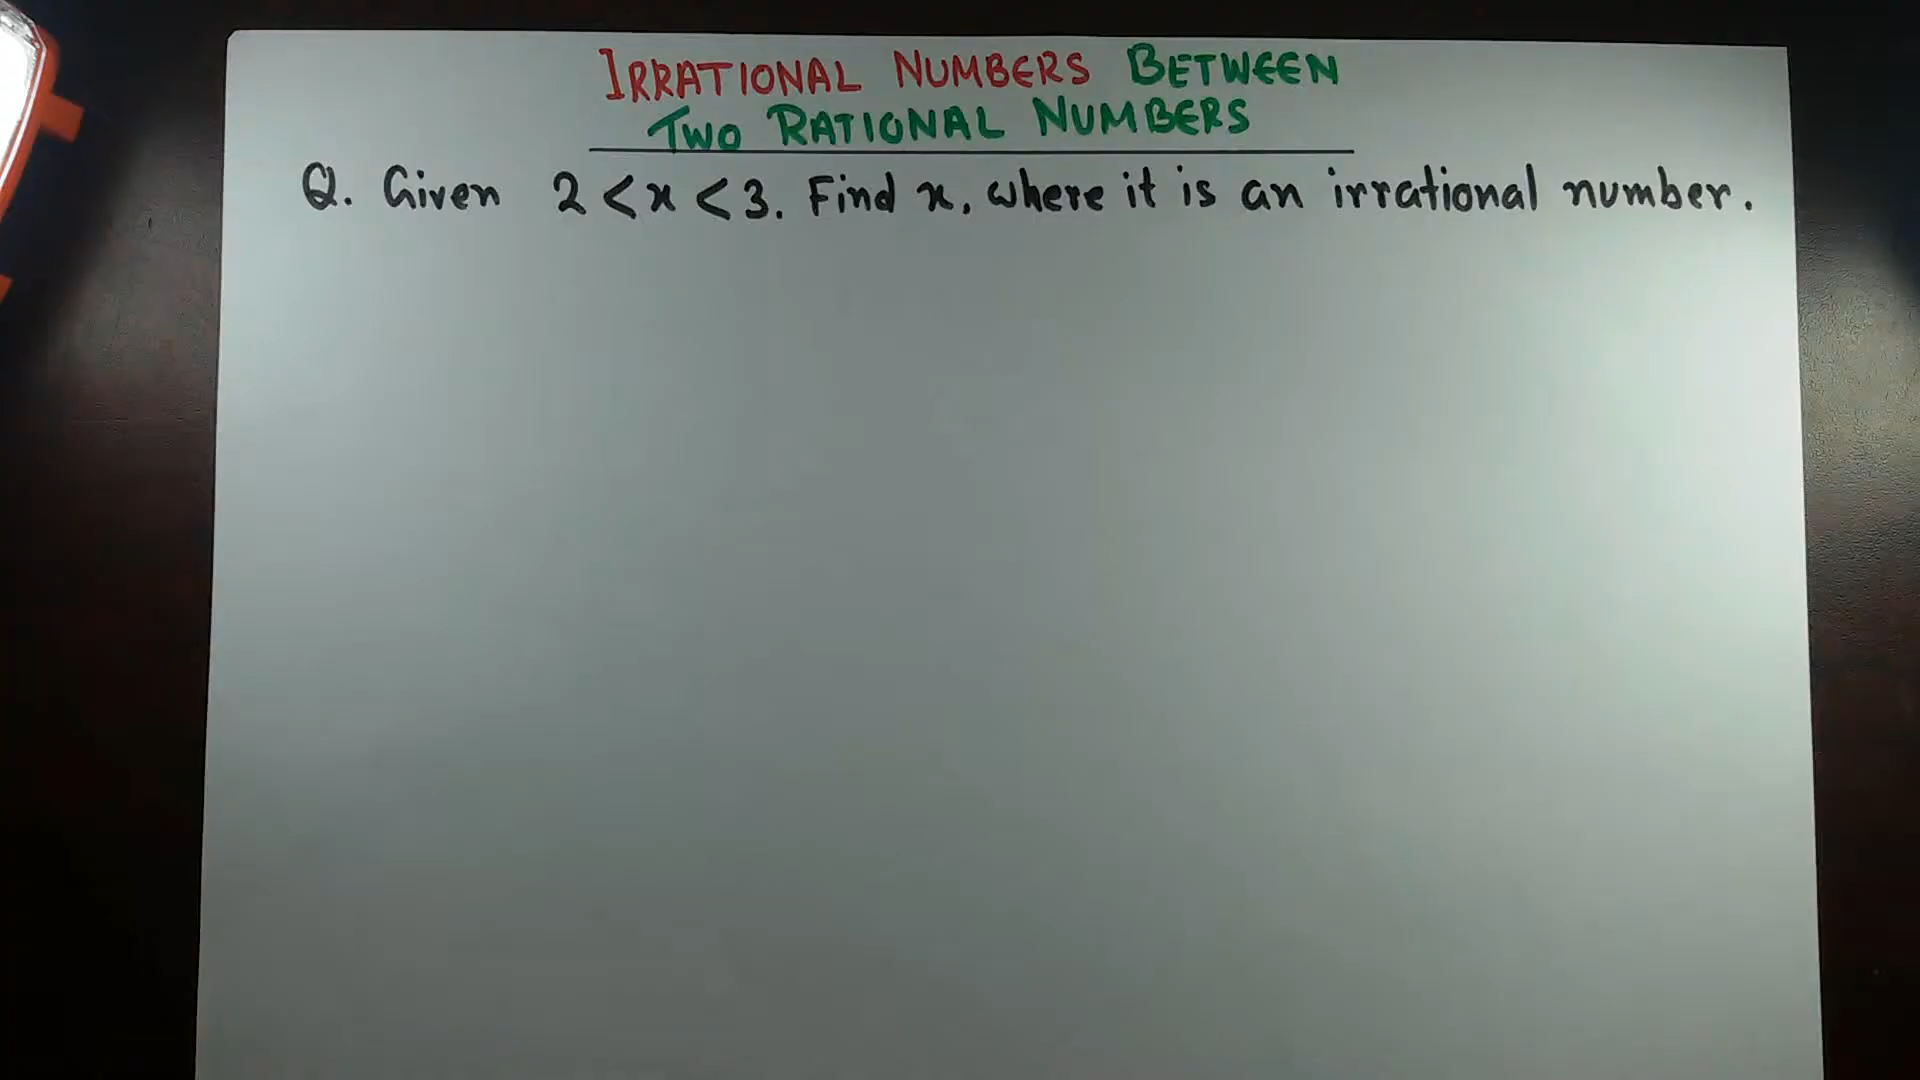 IRRATIONAL NUMBERS BETWEEN
TWO RATIONAL NUMBERS
Q. Given 2 < x < 3. Find x, where it is an irrational number.